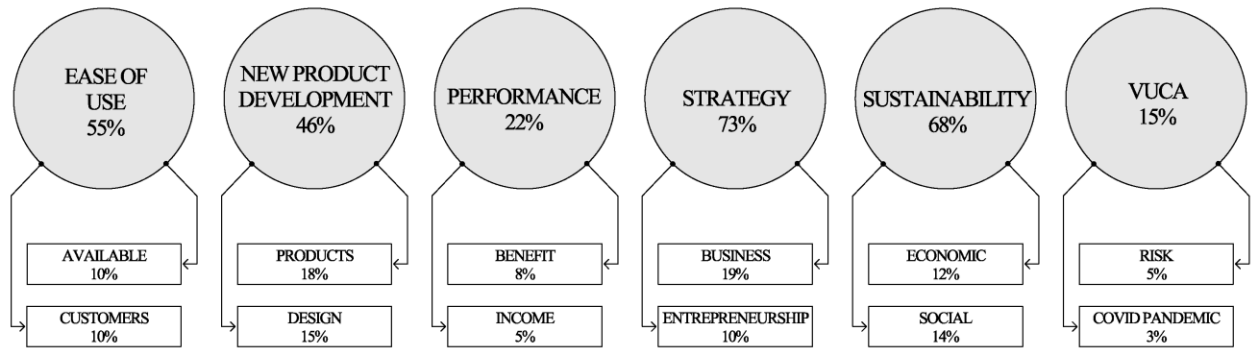 EASE OF
USE
55%
NEW PRODUCT
DEVELOPMENT
46%
PERFORMANCE
22%
STRATEGY
73%
SUSTAINABILITY
68%
VUCA
15%
AVAILABLE
10%
PRODUCTS
18%
BENEFIT
8%
BUSINESS
19%
ECONOMIC
12%
RISK
5%
CUSTOMERS
10%
DESIGN
15%
INCOME
5%
ENTREPRENEURSHIP
10%
SOCIAL
14%
COVID PANDEMIC
3%